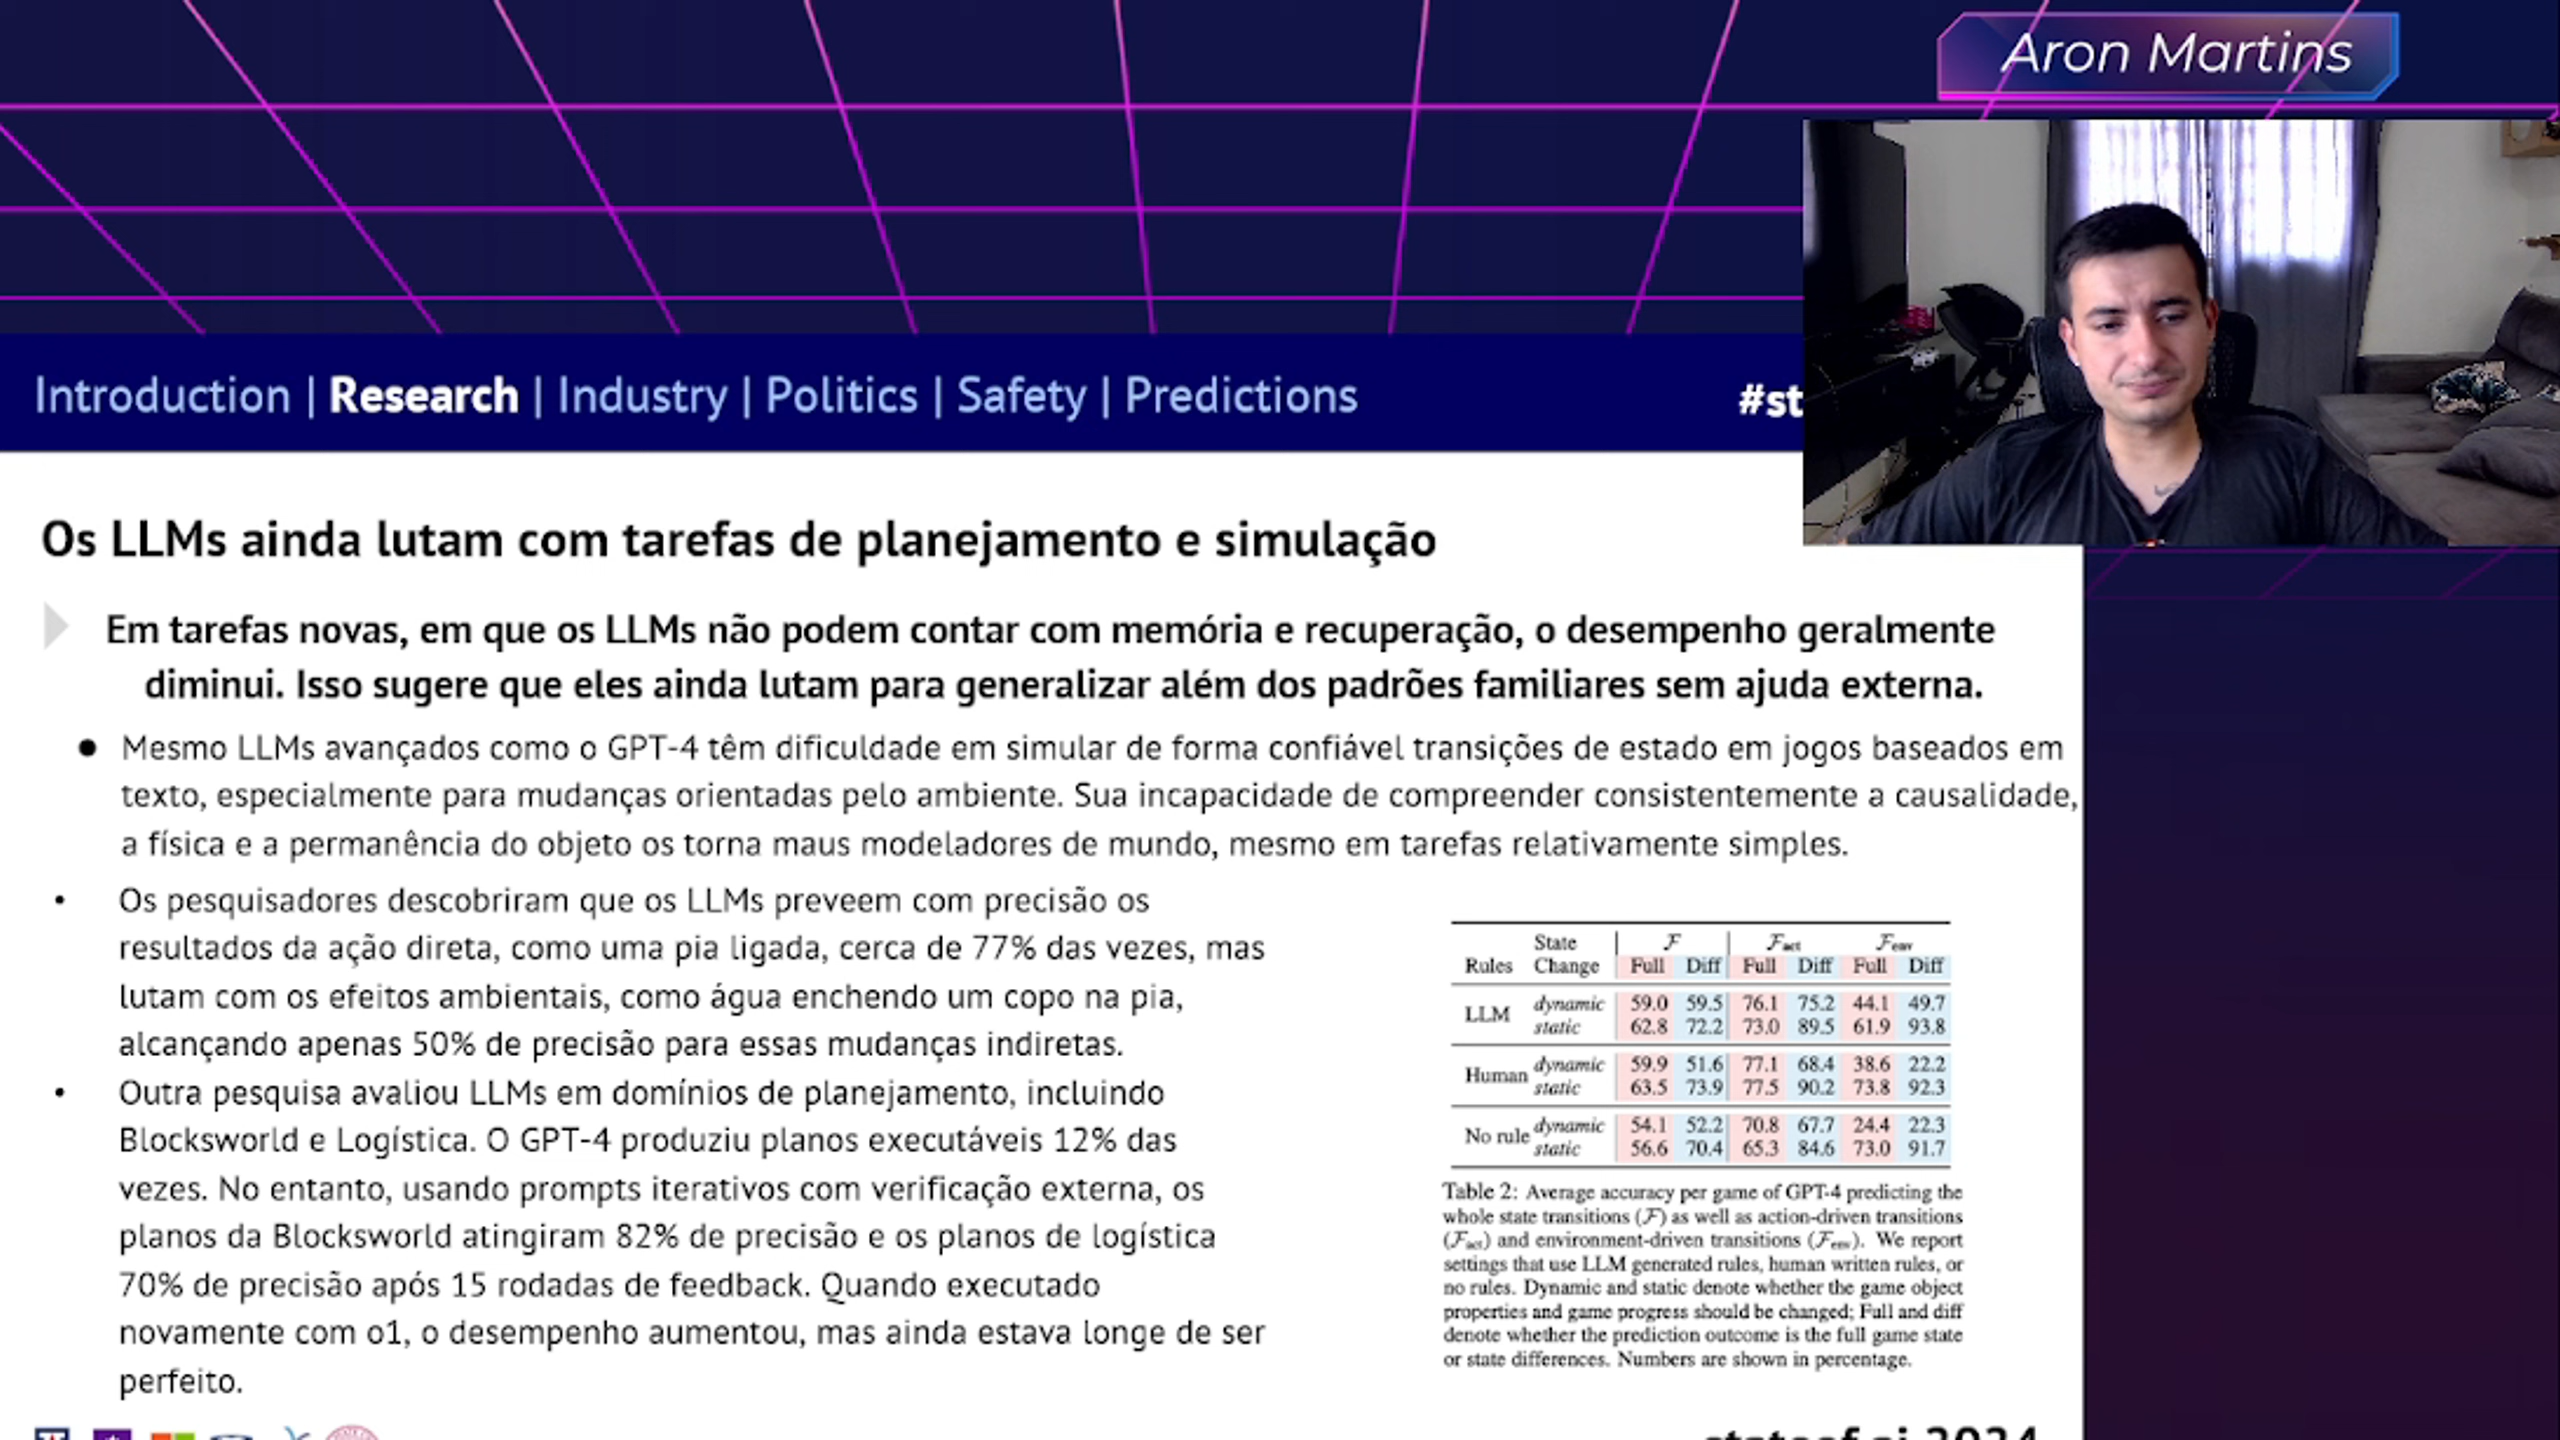 Aron Martins
Introduction | Research | Industry | Politics | Safety | Predictions
#st
Os LLMs ainda lutam com tarefas de planejamento e simulação
Em tarefas novas, em que os LLMs não podem contar com memória e recuperação, o desempenho geralmente
diminui. Isso sugere que eles ainda lutam para generalizar além dos padrões familiares sem ajuda externa.
● Mesmo LLMs avançados como o GPT-4 têm dificuldade em simular de forma confiável transições de estado em jogos baseados em
texto, especialmente para mudanças orientadas pelo ambiente. Sua incapacidade de compreender consistentemente a causalidade,
a física e a permanência do objeto os torna maus modeladores de mundo, mesmo em tarefas relativamente simples.
• Os pesquisadores descobriram que os LLMs preveem com precisão os
resultados da ação direta, como uma pia ligada, cerca de 77% das vezes, mas
lutam com os efeitos ambientais, como água enchendo um copo na pia,
alcançando apenas 50% de precisão para essas mudanças indiretas.
• Outra pesquisa avaliou LLMs em domínios de planejamento, incluindo
Blocksworld e Logística. O GPT-4 produziu planos executáveis 12% das
vezes. No entanto, usando prompts iterativos com verificação externa, os
planos da Blocksworld atingiram 82% de precisão e os planos de logística
70% de precisão após 15 rodadas de feedback. Quando executado
novamente com o1, o desempenho aumentou, mas ainda estava longe de ser
perfeito.
State F F_act F_env
Rules Change Full Diff Full Diff Full Diff
LLM dynamic 59.0 59.5 76.1 75.2 44.1 49.7
static 62.8 72.2 73.0 89.5 61.9 93.8
Human dynamic 59.9 51.6 77.1 68.4 38.6 22.2
static 63.5 73.9 77.5 90.2 73.8 92.3
No rule dynamic 54.1 52.2 70.8 67.7 24.4 22.3
static 56.6 70.4 65.3 84.6 73.0 91.7
Table 2: Average accuracy per game of GPT-4 predicting the
whole state transitions (F) as well as action-driven transitions
(F_act) and environment-driven transitions (F_env). We report
settings that use LLM generated rules, human written rules, or
no rules. Dynamic and static denote whether the game object
properties and game progress should be changed; Full and diff
denote whether the prediction outcome is the full game state
or state differences. Numbers are shown in percentage.
stateof.ai 2024